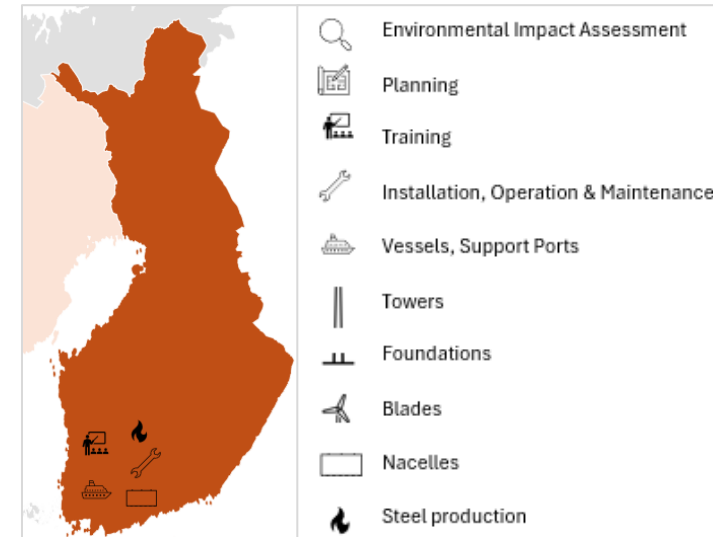 Environmental Impact Assessment
Planning
Training
Installation, Operation & Maintenance
Vessels, Support Ports
Towers
Foundations
Blades
Nacelles
Steel production